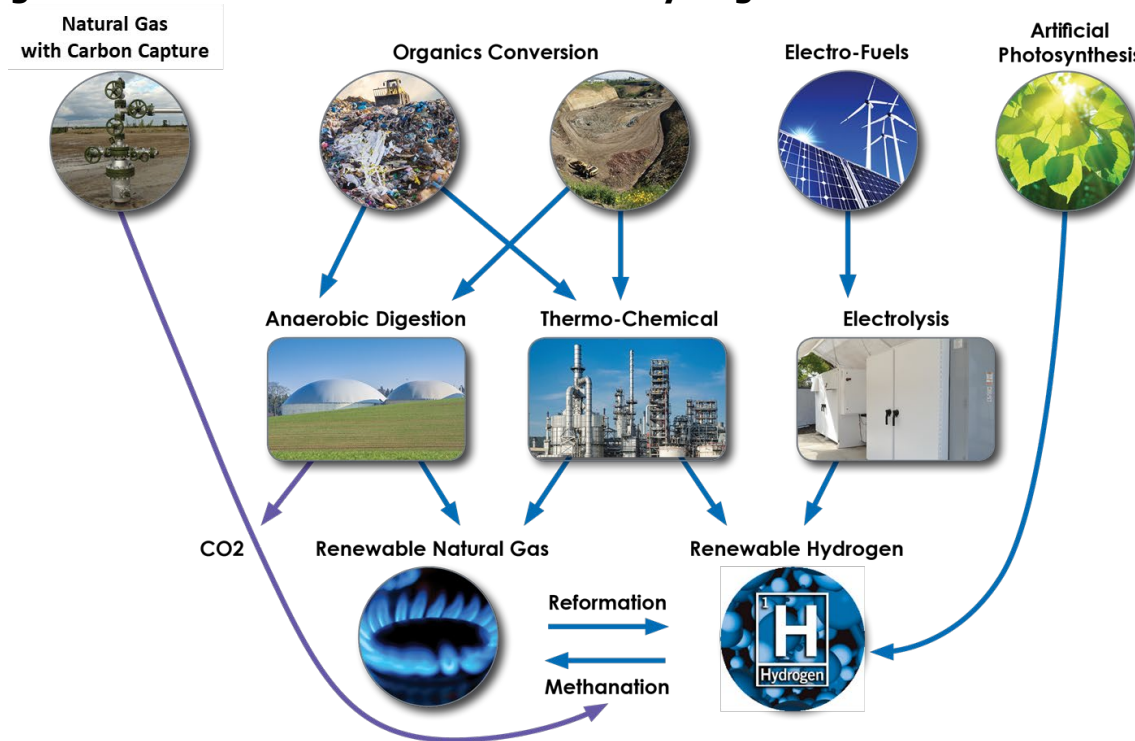 Natural Gas
with Carbon Capture
Organics Conversion
Electro-Fuels
Artificial
Photosynthesis
Anaerobic Digestion
Thermo-Chemical
Electrolysis
CO2
Renewable Natural Gas
Renewable Hydrogen
Reformation
Methanation
1
H
Hydrogen